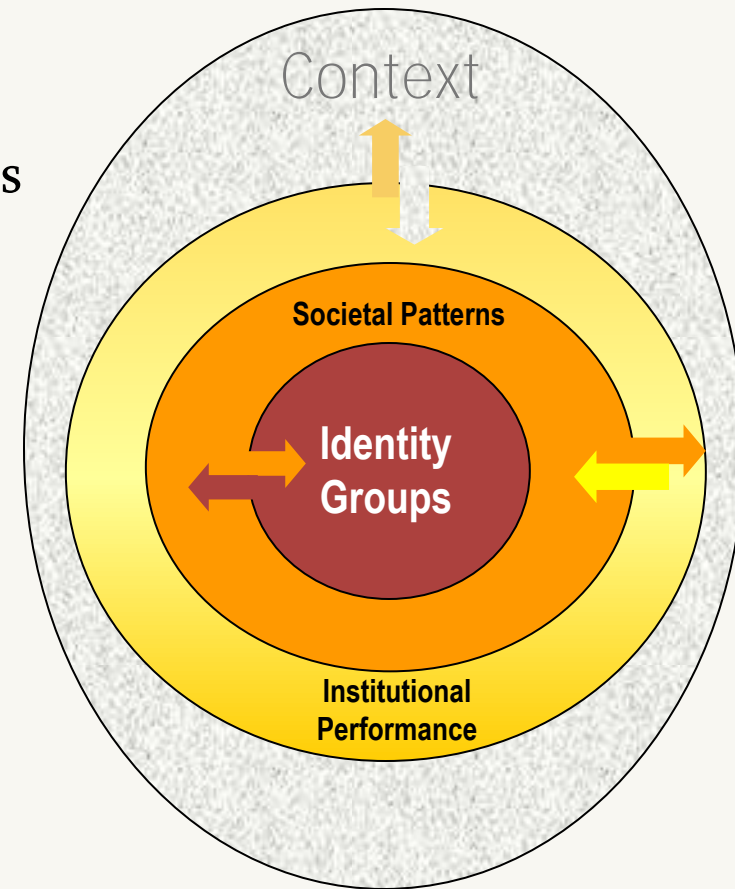 Context
s
Societal Patterns
Identity
Groups
Institutional
Performance